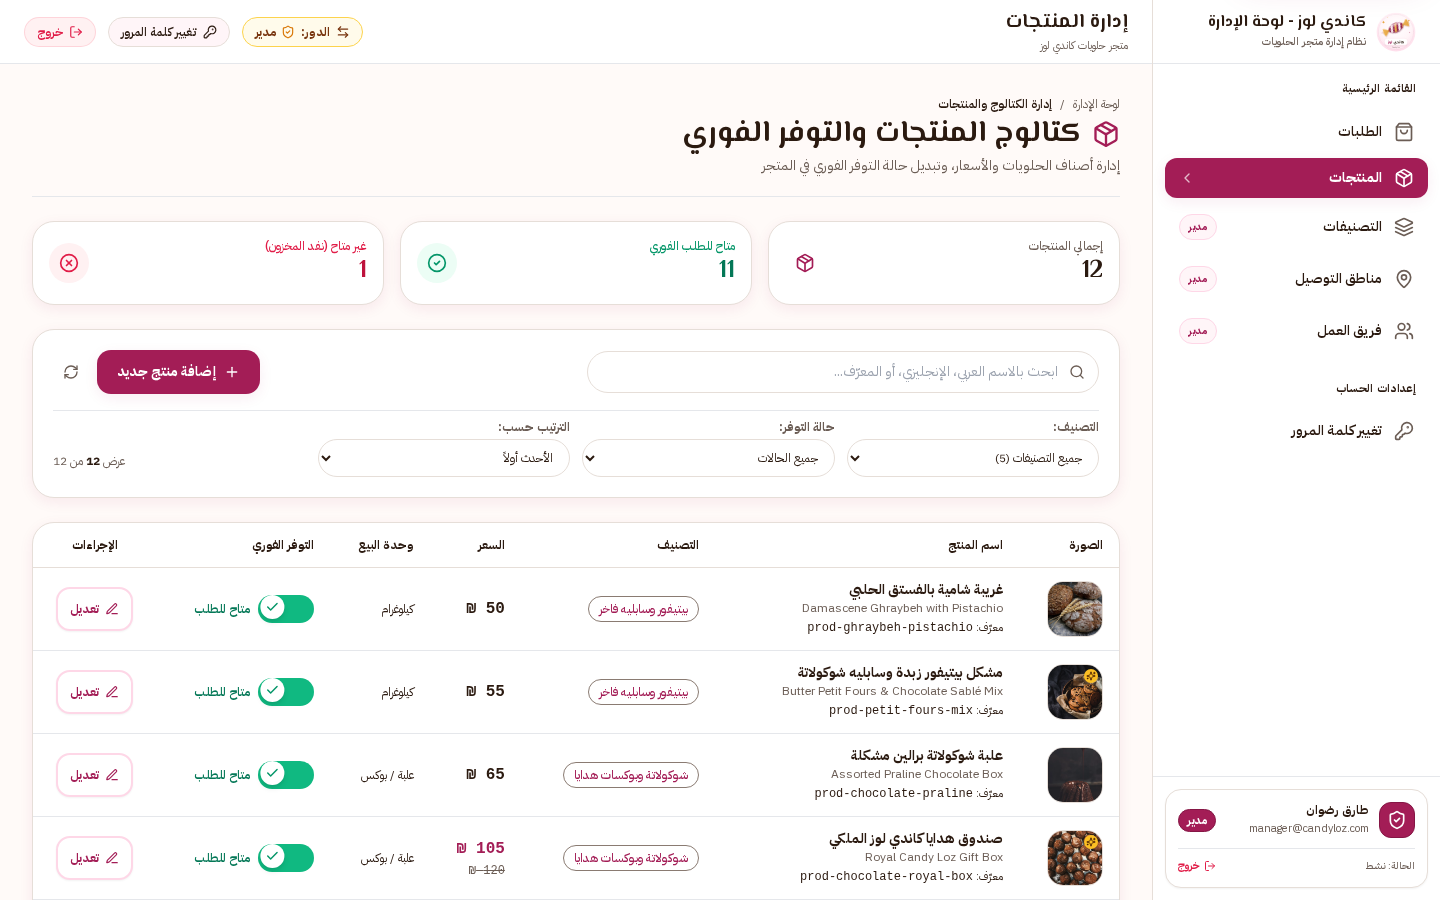 كاندي لوز - لوحة الإدارة
نظام إدارة متجر الحلويات
القائمة الرئيسية
الطلبات
المنتجات
التصنيفات
مدير
مناطق التوصيل
مدير
فريق العمل
مدير
إعدادات الحساب
تغيير كلمة المرور
طارق رضوان
manager@candyloz.com
مدير
الحالة: نشط
خروج
إدارة المنتجات
متجر حلويات كاندي لوز
الدور: مدير
تغيير كلمة المرور
خروج
لوحة الإدارة / إدارة الكتالوج والمنتجات
كتالوج المنتجات والتوفر الفوري
إدارة أصناف الحلويات والأسعار، وتبديل حالة التوفر الفوري في المتجر
إجمالي المنتجات
12
متاح للطلب الفوري
11
غير متاح (نفد المخزون)
1
ابحث بالاسم العربي، الإنجليزي، أو المعرّف...
إضافة منتج جديد
التصنيف:
جميع التصنيفات (5)
حالة التوفر:
جميع الحالات
الترتيب حسب:
الأحدث أولاً
عرض 12 من 12
الصورة اسم المنتج التصنيف السعر وحدة البيع التوفر الفوري الإجراءات
غريبة شامية بالفستق الحلبي
Damascene Ghraybeh with Pistachio
معرّف: prod-ghraybeh-pistachio
بيتيفور وسابليه فاخر
50 ₪
كيلوغرام
متاح للطلب
تعديل
مشكل بيتيفور زبدة وسابليه شوكولاتة
Butter Petit Fours & Chocolate Sablé Mix
معرّف: prod-petit-fours-mix
بيتيفور وسابليه فاخر
55 ₪
كيلوغرام
متاح للطلب
تعديل
علبة شوكولاتة برالين مشكلة
Assorted Praline Chocolate Box
معرّف: prod-chocolate-praline
شوكولاتة وبوكسات هدايا
65 ₪
علبة / بوكس
متاح للطلب
تعديل
صندوق هدايا كاندي لوز الملكي
Royal Candy Loz Gift Box
معرّف: prod-chocolate-royal-box
شوكولاتة وبوكسات هدايا
105 ₪
120 ₪
علبة / بوكس
متاح للطلب
تعديل